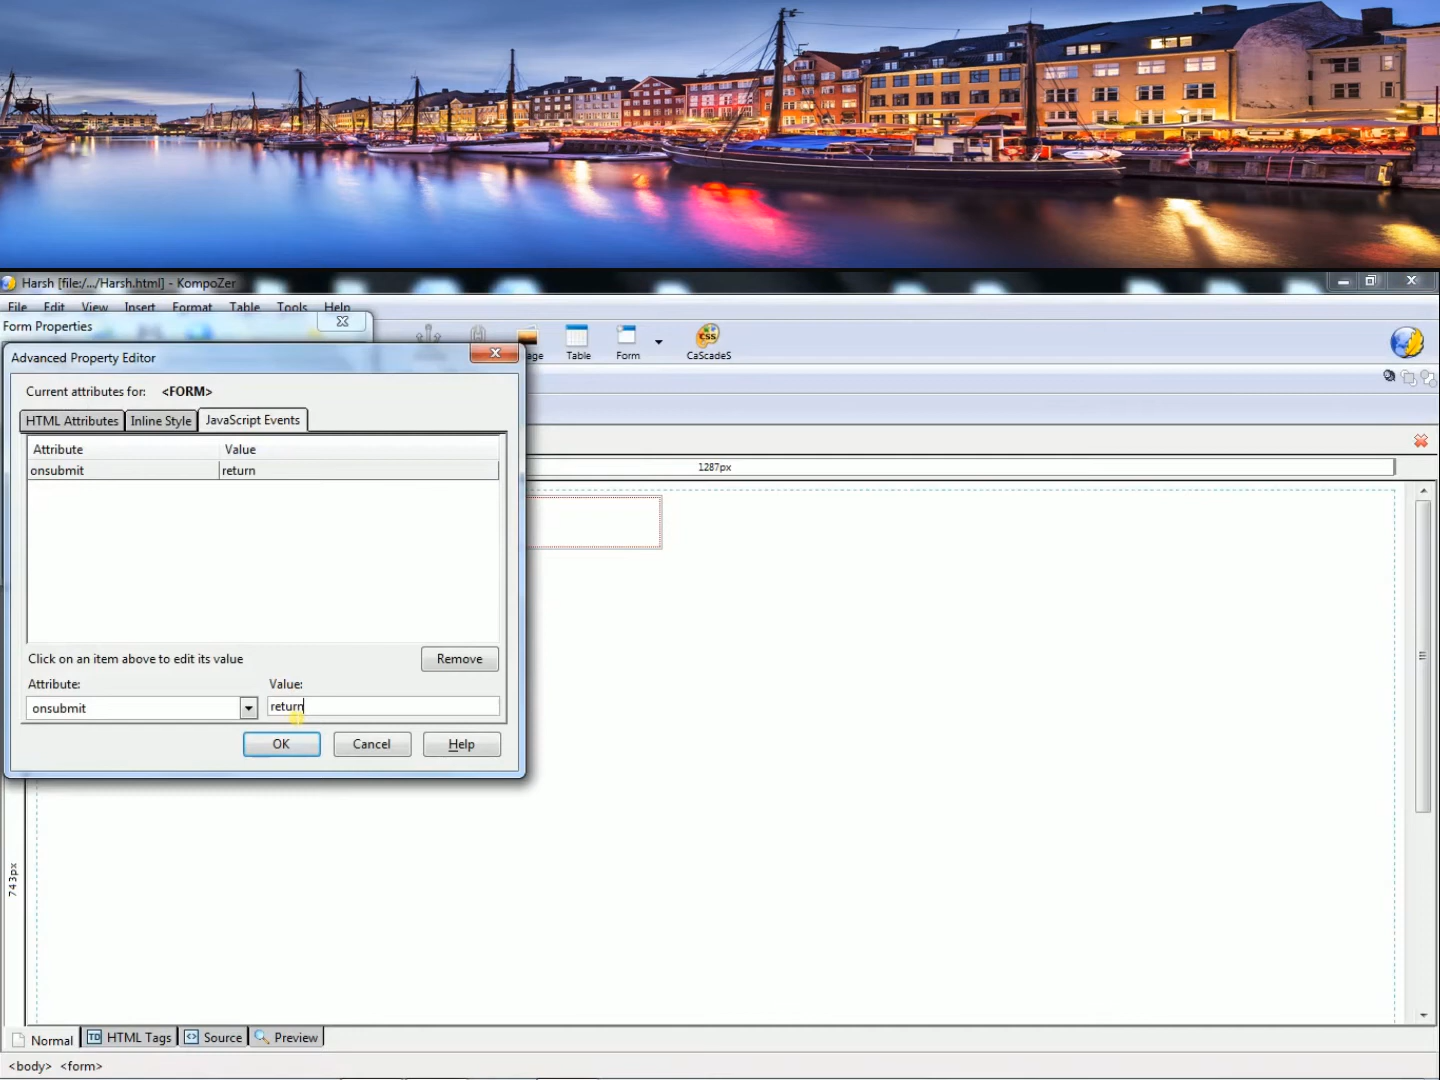 Harsh [file:/.../Harsh.html] - KompoZer
File Edit View Insert Format Table Tools Help
Form Properties
Table
Form
CaScadeS
Advanced Property Editor
Current attributes for: <FORM>
HTML Attributes
Inline Style
JavaScript Events
Attribute Value
onsubmit return
1287px
Click on an item above to edit its value
Remove
Attribute: Value:
onsubmit
return
OK
Cancel
Help
743px
Normal
TD HTML Tags
Source
Preview
<body> <form>